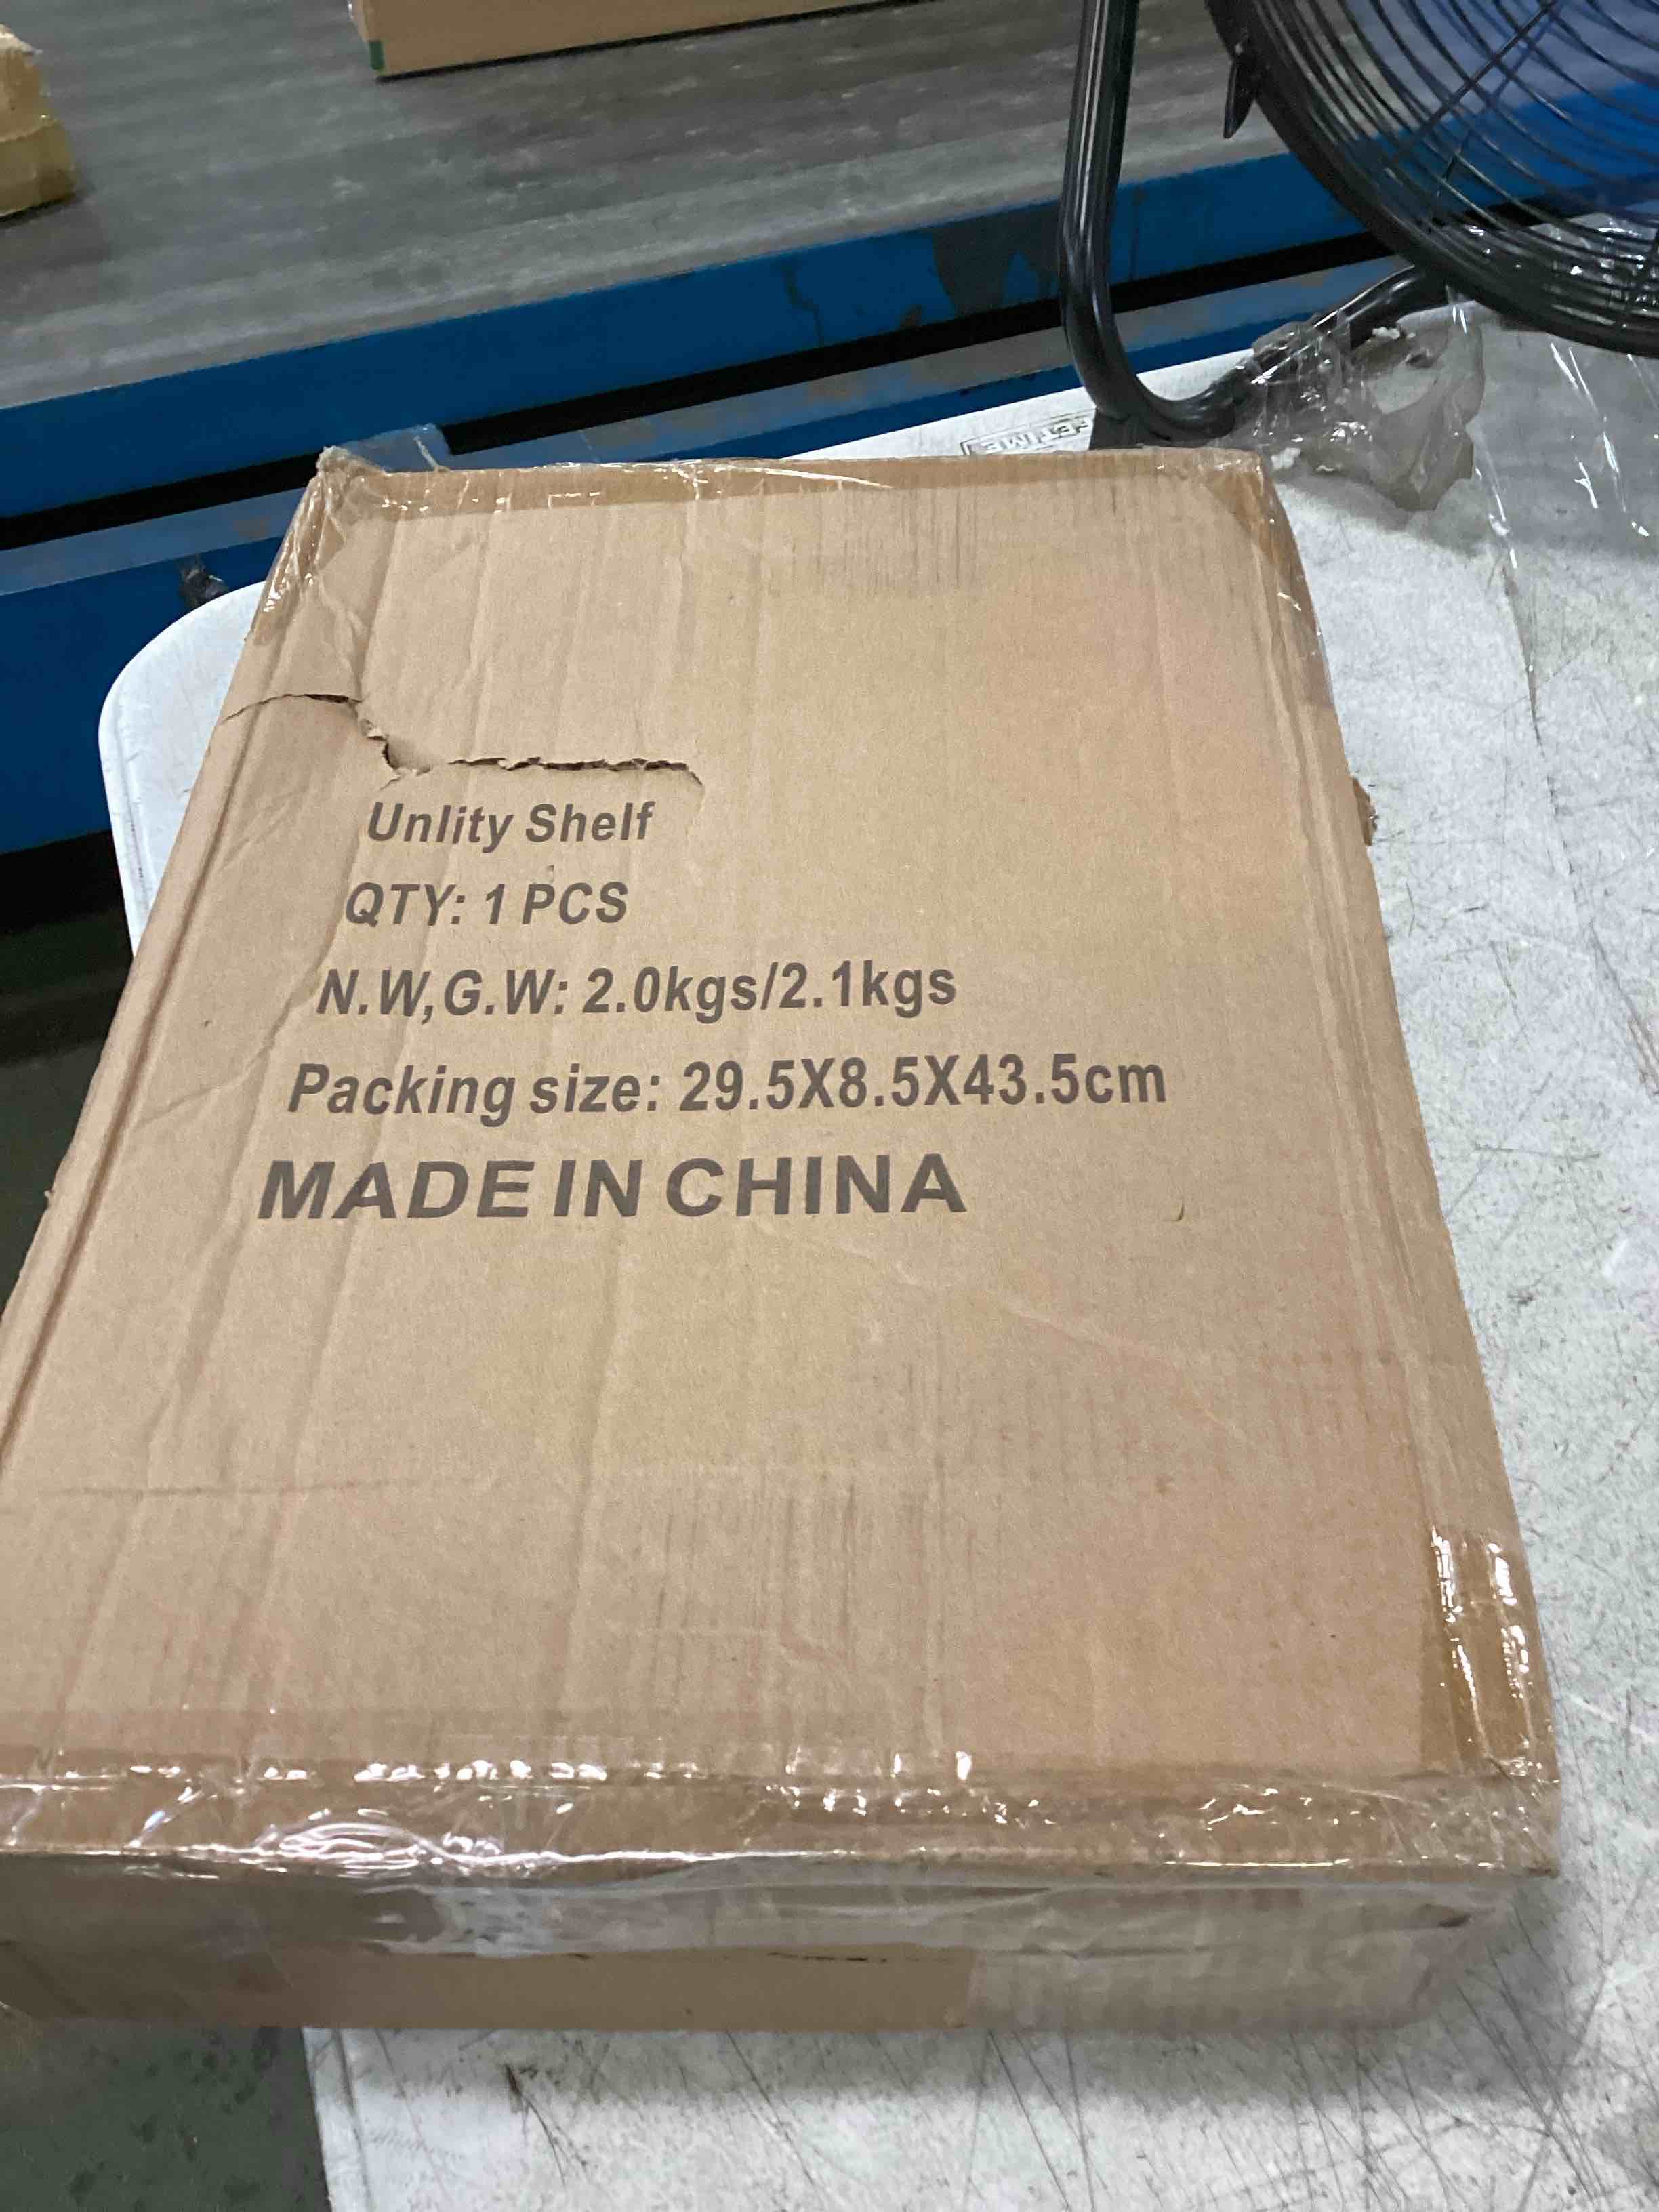 Unlity Shelf
QTY: 1 PCS
N.W,G.W: 2.0kgs/2.1kgs
Packing size: 29.5X8.5X43.5cm
MADE IN CHINA